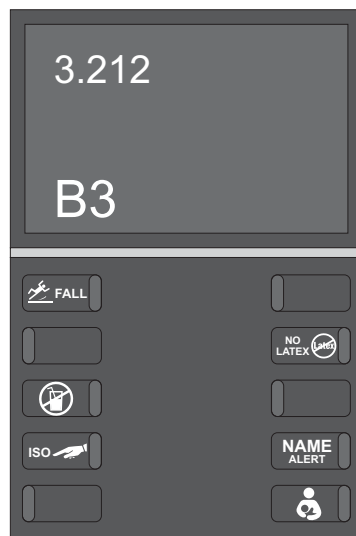 3.212
B3
FALL
NO
LATEX Latex
ISO
NAME
ALERT